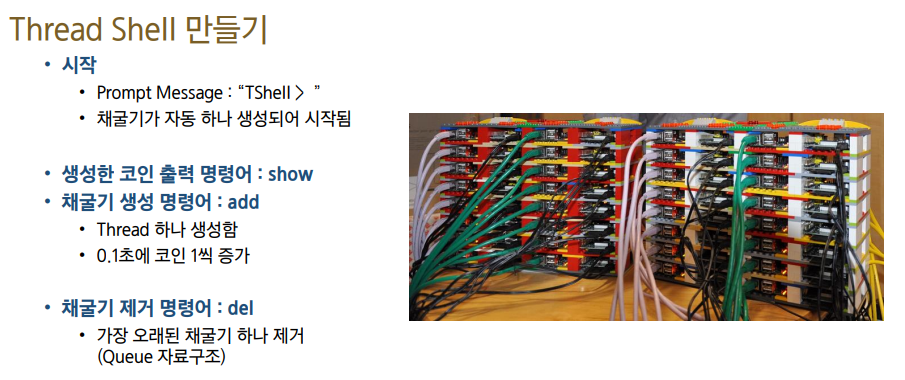 Thread Shell 만들기
• 시작
• Prompt Message : “TShell > ”
• 채굴기가 자동 하나 생성되어 시작됨
• 생성한 코인 출력 명령어 : show
• 채굴기 생성 명령어 : add
• Thread 하나 생성함
• 0.1초에 코인 1씩 증가
• 채굴기 제거 명령어 : del
• 가장 오래된 채굴기 하나 제거
(Queue 자료구조)